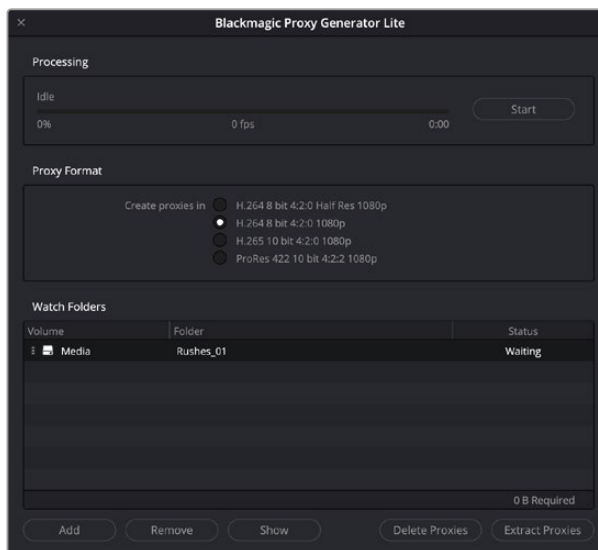 Blackmagic Proxy Generator Lite
Processing
Idle
Start
0% 0 fps 0:00
Proxy Format
Create proxies in H.264 8 bit 4:2:0 Half Res 1080p
H.264 8 bit 4:2:0 1080p
H.265 10 bit 4:2:0 1080p
ProRes 422 10 bit 4:2:2 1080p
Watch Folders
Volume Folder Status
Media Rushes_01 Waiting
0 B Required
Add Remove Show Delete Proxies Extract Proxies